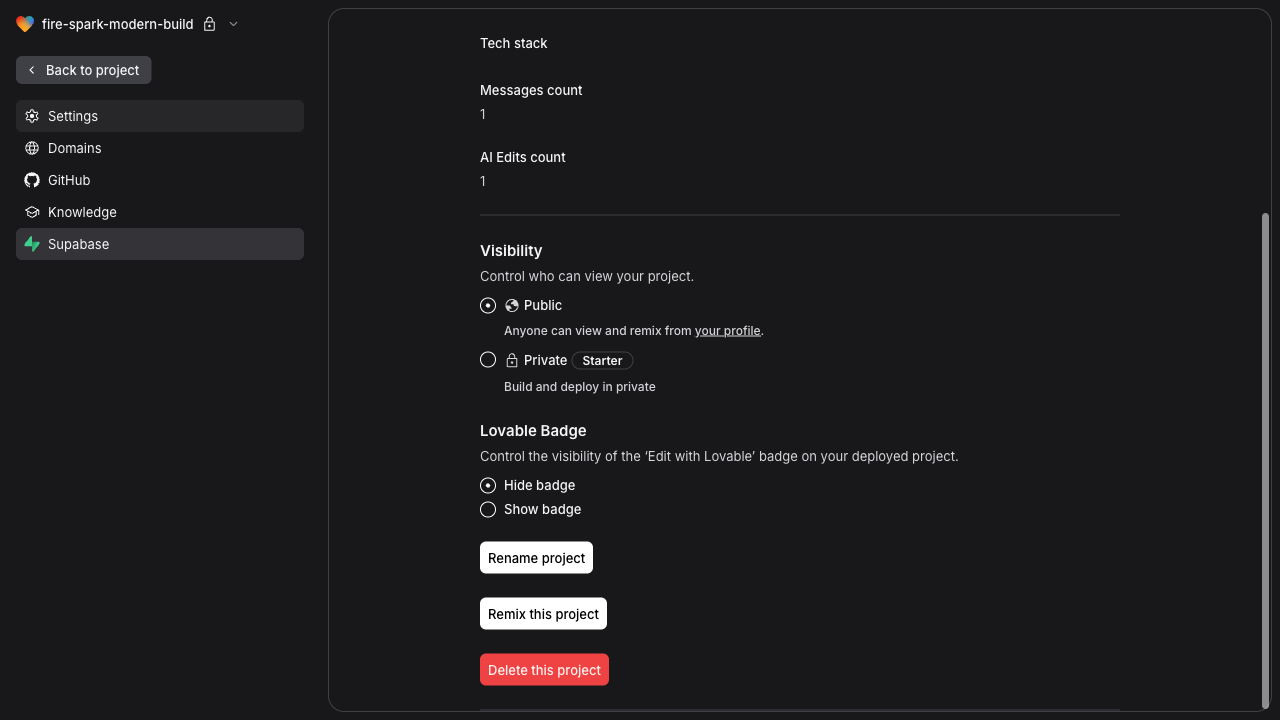 fire-spark-modern-build
Back to project
Settings
Domains
GitHub
Knowledge
Supabase
Tech stack
Messages count
1
AI Edits count
1
Visibility
Control who can view your project.
Public
Anyone can view and remix from your profile.
Private Starter
Build and deploy in private
Lovable Badge
Control the visibility of the ‘Edit with Lovable’ badge on your deployed project.
Hide badge
Show badge
Rename project
Remix this project
Delete this project